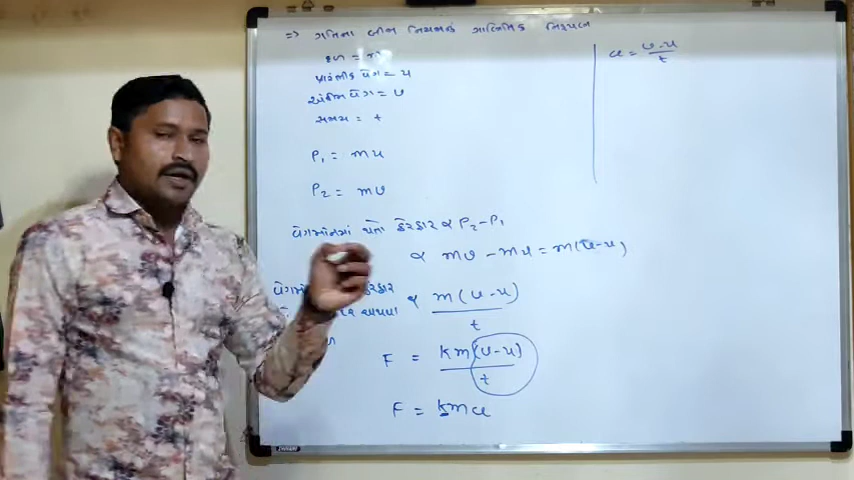 ⇒ ગતિના બીજા નિયમનું ગાણિતિક નિરૂપણ
દળ = m
પ્રારંભીક વેગ = u
અંતિમ વેગ = v
સમય = t
P₁ = mu
P₂ = mv
વેગમાનમાં થતો ફેરફાર ∝ P₂-P₁
∝ mv - mu = m(v-u)
ફેરફાર ∝ m(v-u)/t
F = km(v-u)/t
F = kma
a = v-u/t